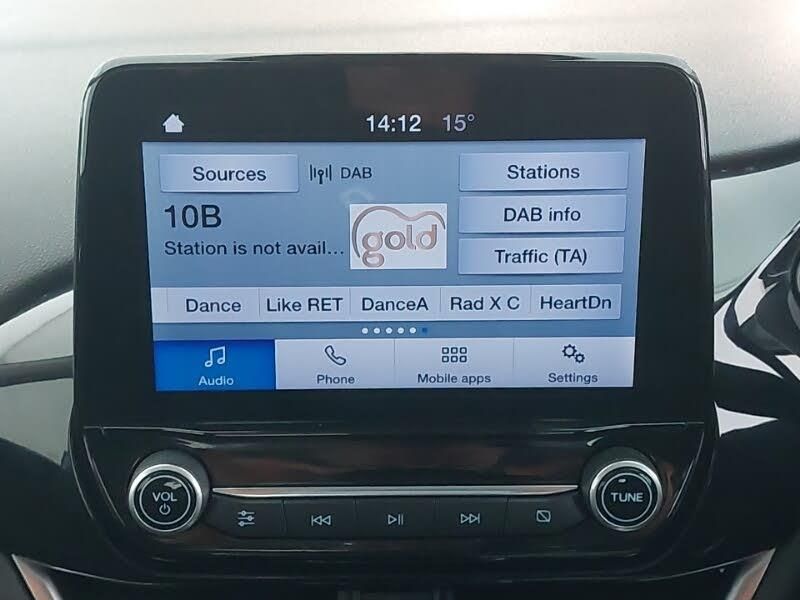 14:12 15°
Sources DAB Stations
10B
Station is not avail...
gold
DAB info
Traffic (TA)
Dance Like RET DanceA Rad X C HeartDn
Audio Phone Mobile apps Settings
VOL TUNE